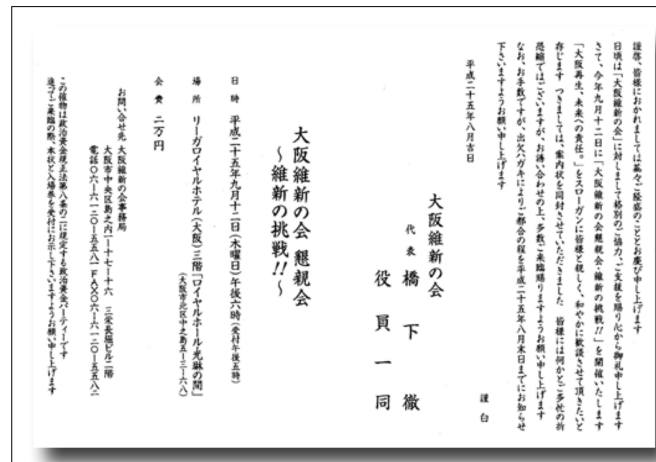 謹啓、皆様におかれましては益々ご経盛のこととお慶び申し上げます
日頃は「大阪維新の会」に対しまして格別のご協力、ご支援を賜り心から御礼申し上げます
さて、今年九月十二日に「大阪維新の会懇親会・維新の挑戦!!」を開催いたします
「大阪再生、未来への責任。」をスローガンに皆様と親しく、和やかに歓談させて頂きたいと
存じます つきましては、案内状を同封させていただきました 皆様には何かとご多忙の折
恐縮ではございますが、お誘い合わせの上、多数ご来臨賜りますようお願い申し上げます
なお、お手数ですが、出欠ハガキによりご都合の程を平成二十五年八月末日までにお知らせ
下さいますようお願い申し上げます
謹白
平成二十五年八月吉日
大阪維新の会
代表 橋下 徹
役員一同
大阪維新の会 懇親会
〜維新の挑戦!!〜
日時 平成二十五年九月十二日(木曜日)午後六時(受付午後五時)
場所 リーガロイヤルホテル(大阪)三階「ロイヤルホール・光琳の間」
(大阪市北区中之島五ー三ー六八)
会費 二万円
お問い合せ先 大阪維新の会事務局
大阪市中央区島之内一ー十七ー十六 三栄長堀ビル二階
電話〇六ー六一二〇ー五五八一 FAX〇六ー六一二〇ー五五八二
この催物は政治資金規正法第八条の二に規定する政治資金パーティーです
追って、ご来臨の際、本状と入場券を受付にお示し下さいますようお願い申し上げます